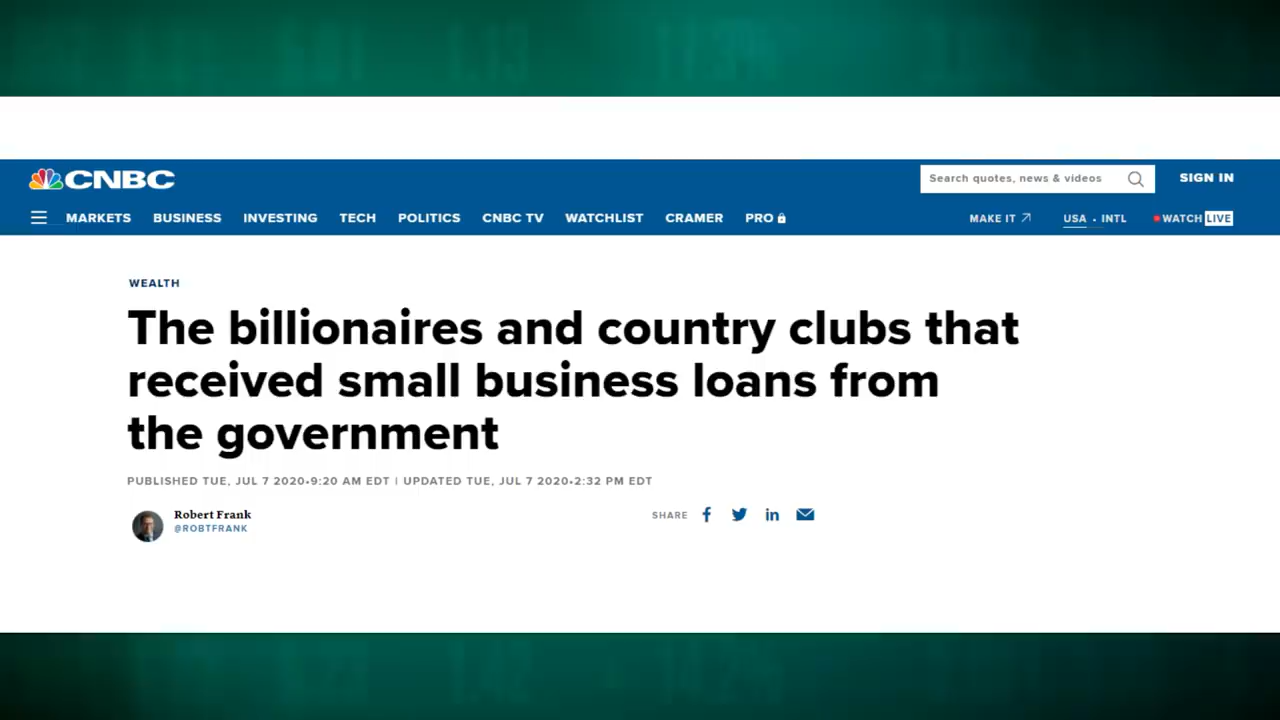 CNBC
Search quotes, news & videos
SIGN IN
MARKETS BUSINESS INVESTING TECH POLITICS CNBC TV WATCHLIST CRAMER PRO
MAKE IT USA • INTL WATCH LIVE
WEALTH
The billionaires and country clubs that
received small business loans from
the government
PUBLISHED TUE, JUL 7 2020•9:20 AM EDT | UPDATED TUE, JUL 7 2020•2:32 PM EDT
Robert Frank
@ROBTFRANK
SHARE